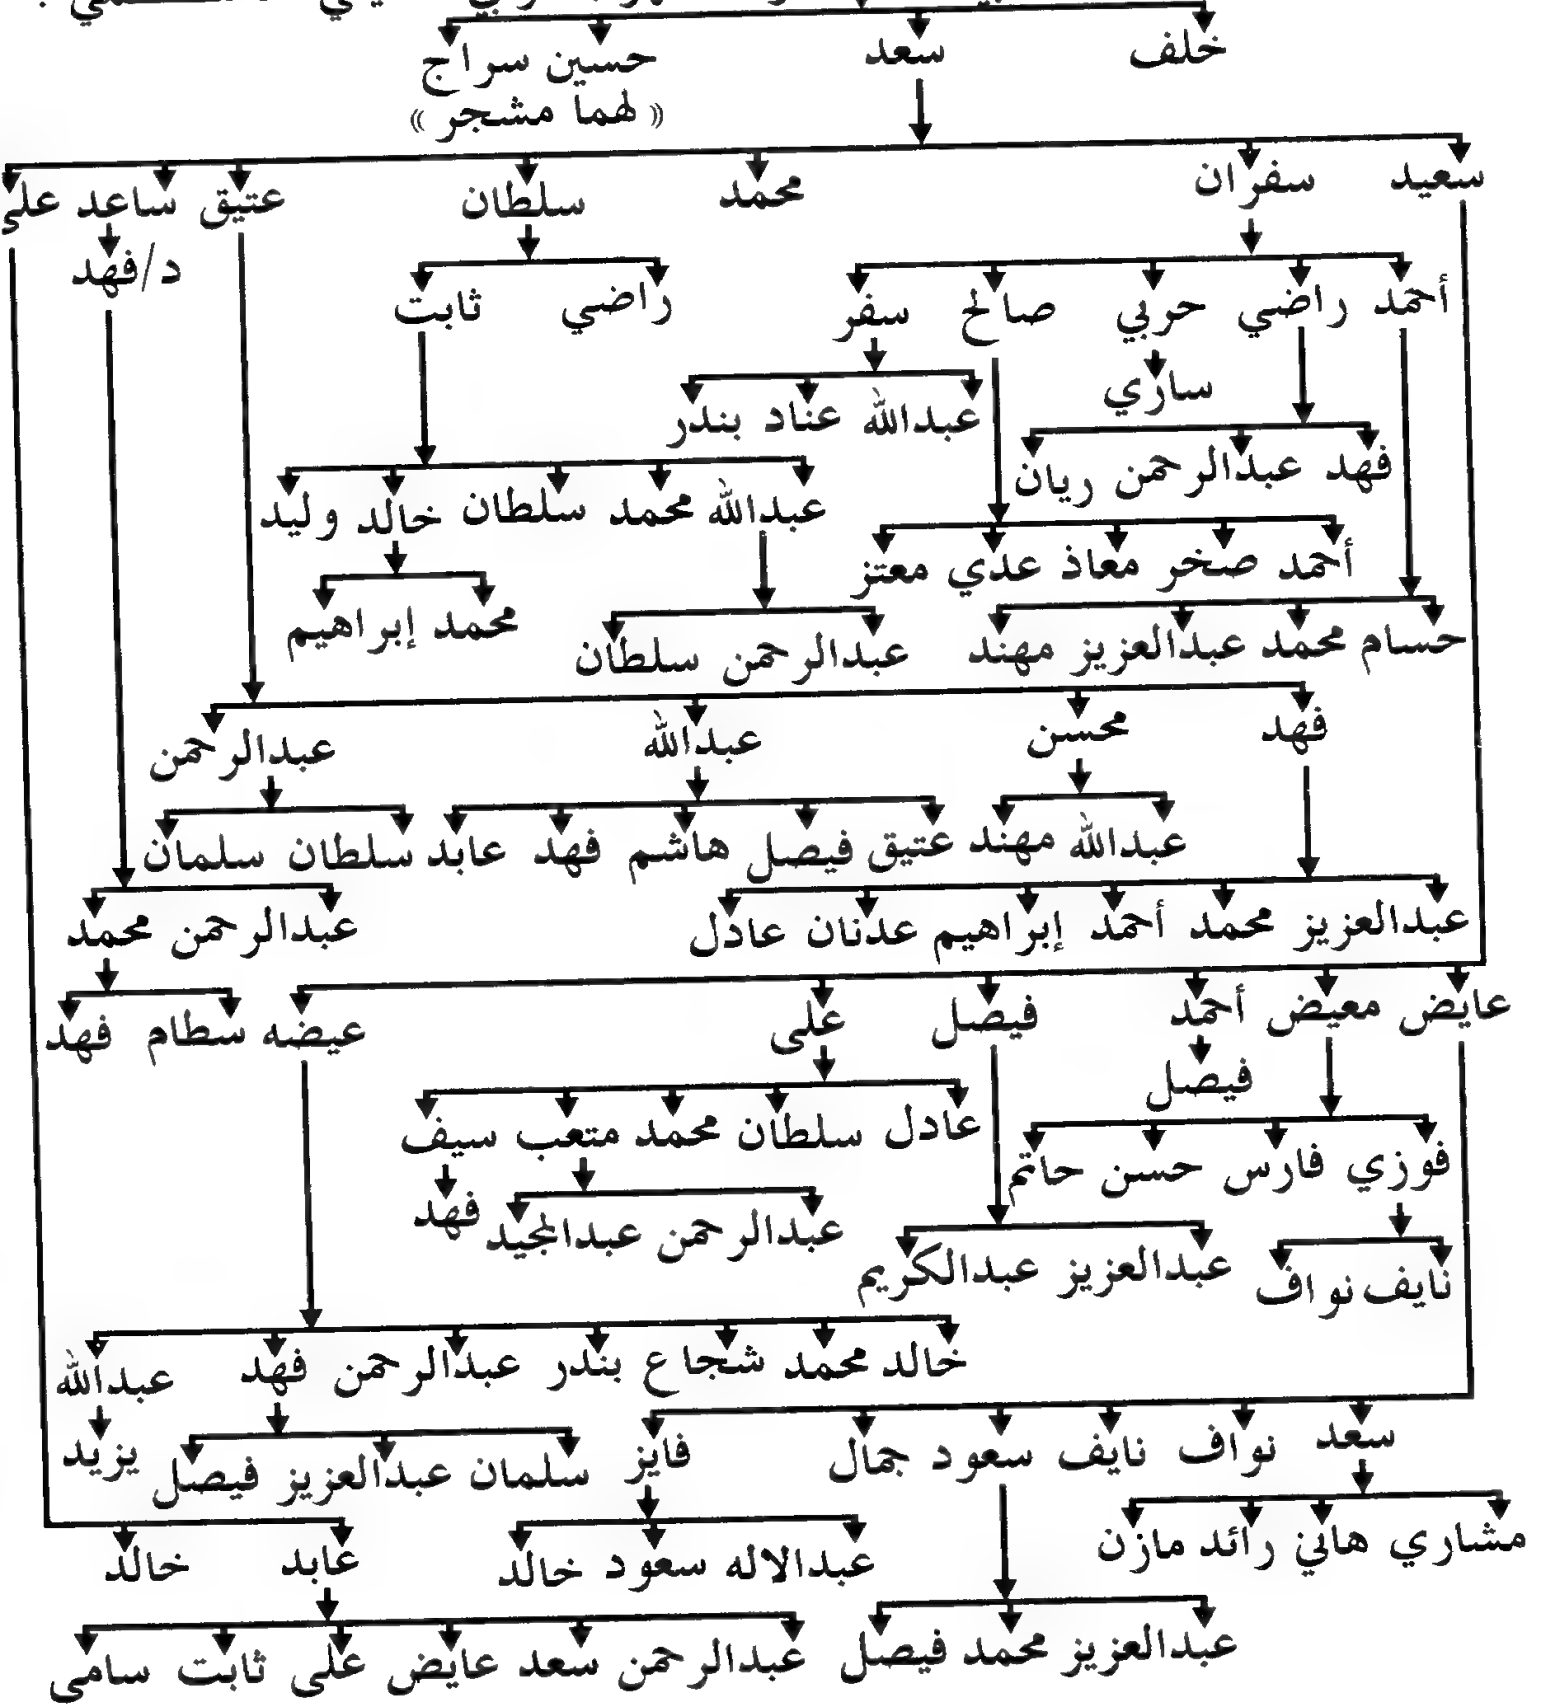 خلف سعد حسين سراج
« لهما مشجر »
سعيد سفران محمد سلطان عتيق ساعد على
د/فهد
أحمد راضي حربي صالح سفر راضي ثابت
ساري
عبدالله عناد بندر
فهد عبدالرحمن ريان
عبدالله محمد سلطان خالد وليد
أحمد صخر معاذ عدي معتز
محمد إبراهيم
حسام محمد عبدالعزيز مهند عبدالرحمن سلطان
فهد محسن عبدالله عبدالرحمن
عبدالله مهند عتيق فيصل هاشم فهد عابد سلطان سلمان
عبدالعزيز محمد أحمد إبراهيم عدنان عادل عبدالرحمن محمد
عايض معيض أحمد فيصل على عيضه سطام فهد
فيصل
عادل سلطان محمد متعب سيف
فوزي فارس حسن حاتم
فهد
عبدالرحمن عبدالمجيد
نايف نواف عبدالعزيز عبدالكريم
خالد محمد شجاع بندر عبدالرحمن فهد عبدالله
سعد نواف نايف سعود جمال فايز
سلمان عبدالعزيز فيصل يزيد
مشاري هاني رائد مازن عبدالاله سعود خالد عابد خالد
عبدالعزيز محمد فيصل عبدالرحمن سعد عايض على ثابت سامى